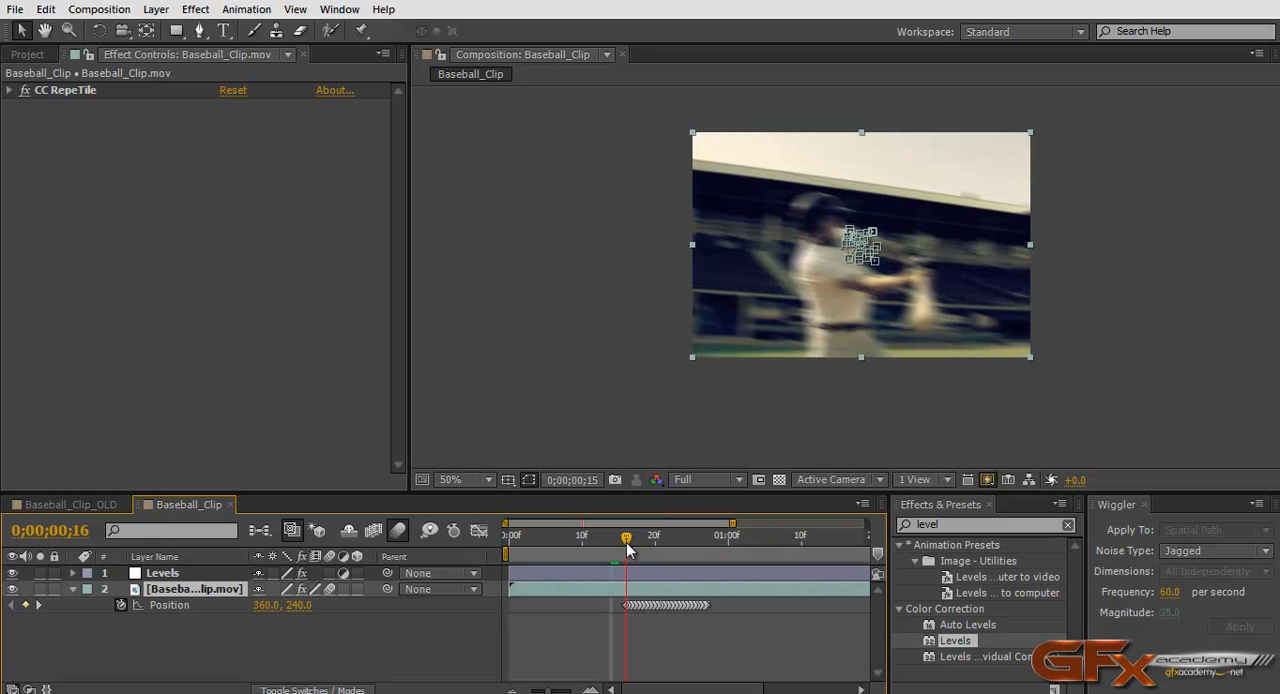 File Edit Composition Layer Effect Animation View Window Help
Workspace: Standard Search Help
Project Effect Controls: Baseball_Clip.mov Composition: Baseball_Clip
Baseball_Clip • Baseball_Clip.mov Baseball_Clip
fx CC RepeTile Reset About...
50% 0;00;00;15 Full Active Camera 1 View +0.0
Baseball_Clip_OLD Baseball_Clip Effects & Presets Wiggler
0;00;00;16 level Apply To: Spatial Path
):00F 10f 20f 01:00f 10f 2
# Layer Name Parent
* Animation Presets Noise Type: Jagged
Image - Utilities Dimensions: All Independently
1 Levels None Levels ...uter to video
2 [Baseba...lip.mov] None Levels ... to computer Frequency: 60.0 per second
Position 360.0, 240.0 Color Correction Magnitude: 35.0
Auto Levels Apply
Levels
Levels ...vidual Con
GFx academy .net
gfxacademy.net
Toggle Switches / Modes